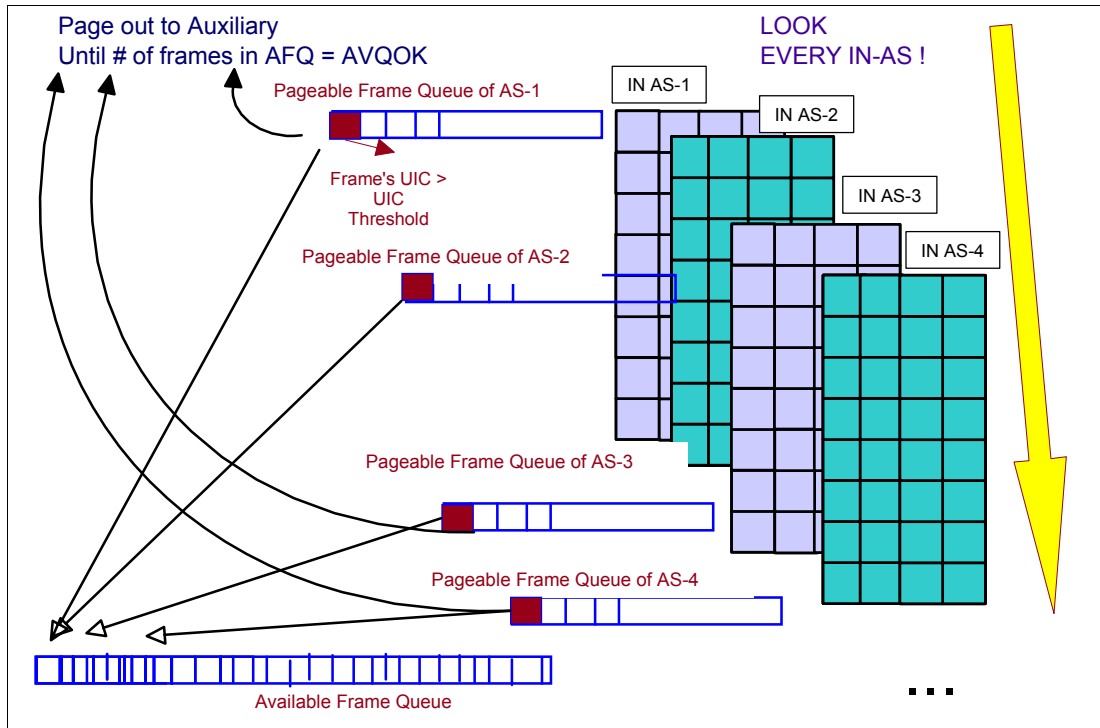 Page out to Auxiliary
Until # of frames in AFQ = AVQOK
LOOK
EVERY IN-AS !
Pageable Frame Queue of AS-1
IN AS-1
IN AS-2
Frame's UIC >
UIC
Threshold
IN AS-3
Pageable Frame Queue of AS-2
IN AS-4
Pageable Frame Queue of AS-3
Pageable Frame Queue of AS-4
Available Frame Queue
...